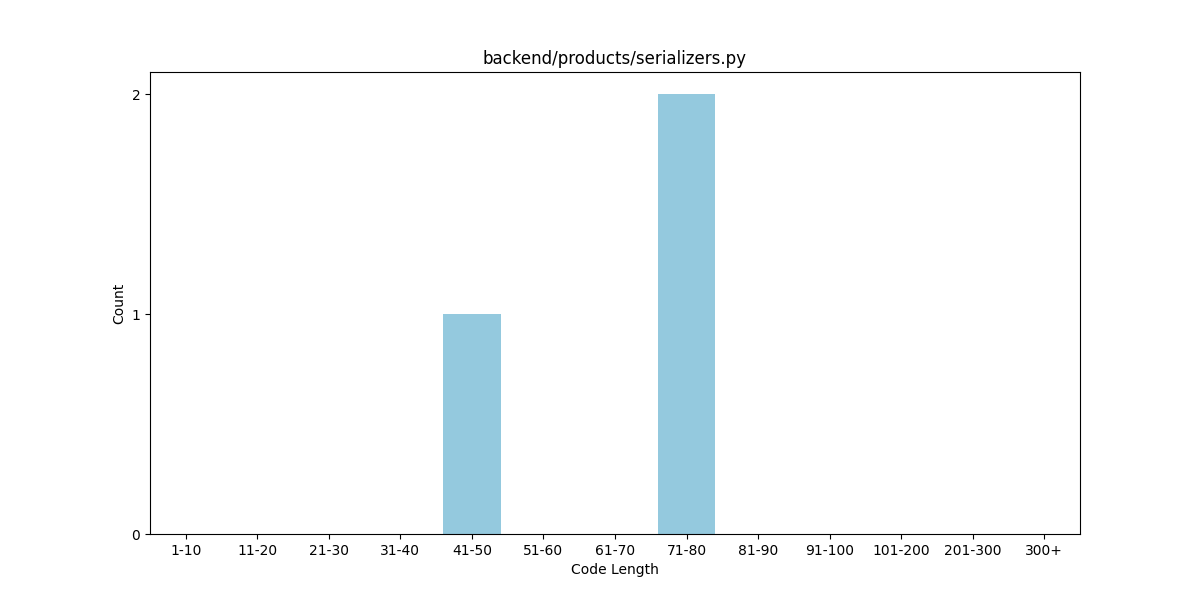 backend/products/serializers.py
2
1
0
Count
1-10 11-20 21-30 31-40 41-50 51-60 61-70 71-80 81-90 91-100 101-200 201-300 300+
Code Length